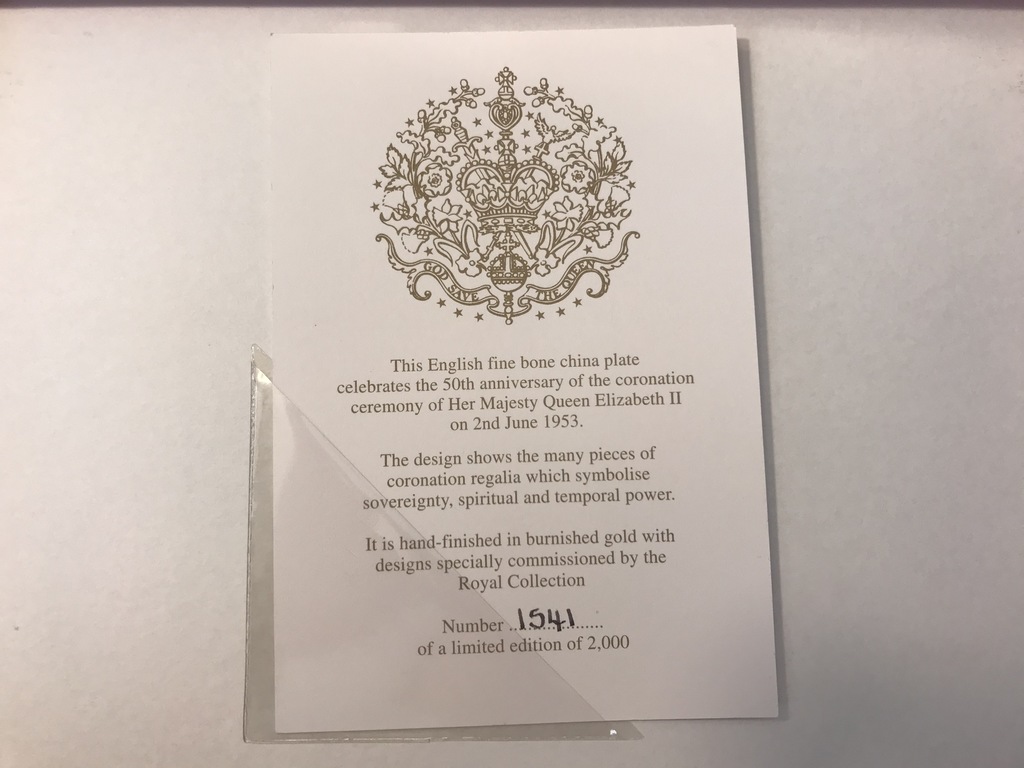 GOD SAVE THE QUEEN
This English fine bone china plate
celebrates the 50th anniversary of the coronation
ceremony of Her Majesty Queen Elizabeth II
on 2nd June 1953.
The design shows the many pieces of
coronation regalia which symbolise
sovereignty, spiritual and temporal power.
It is hand-finished in burnished gold with
designs specially commissioned by the
Royal Collection
Number ..1541......
of a limited edition of 2,000